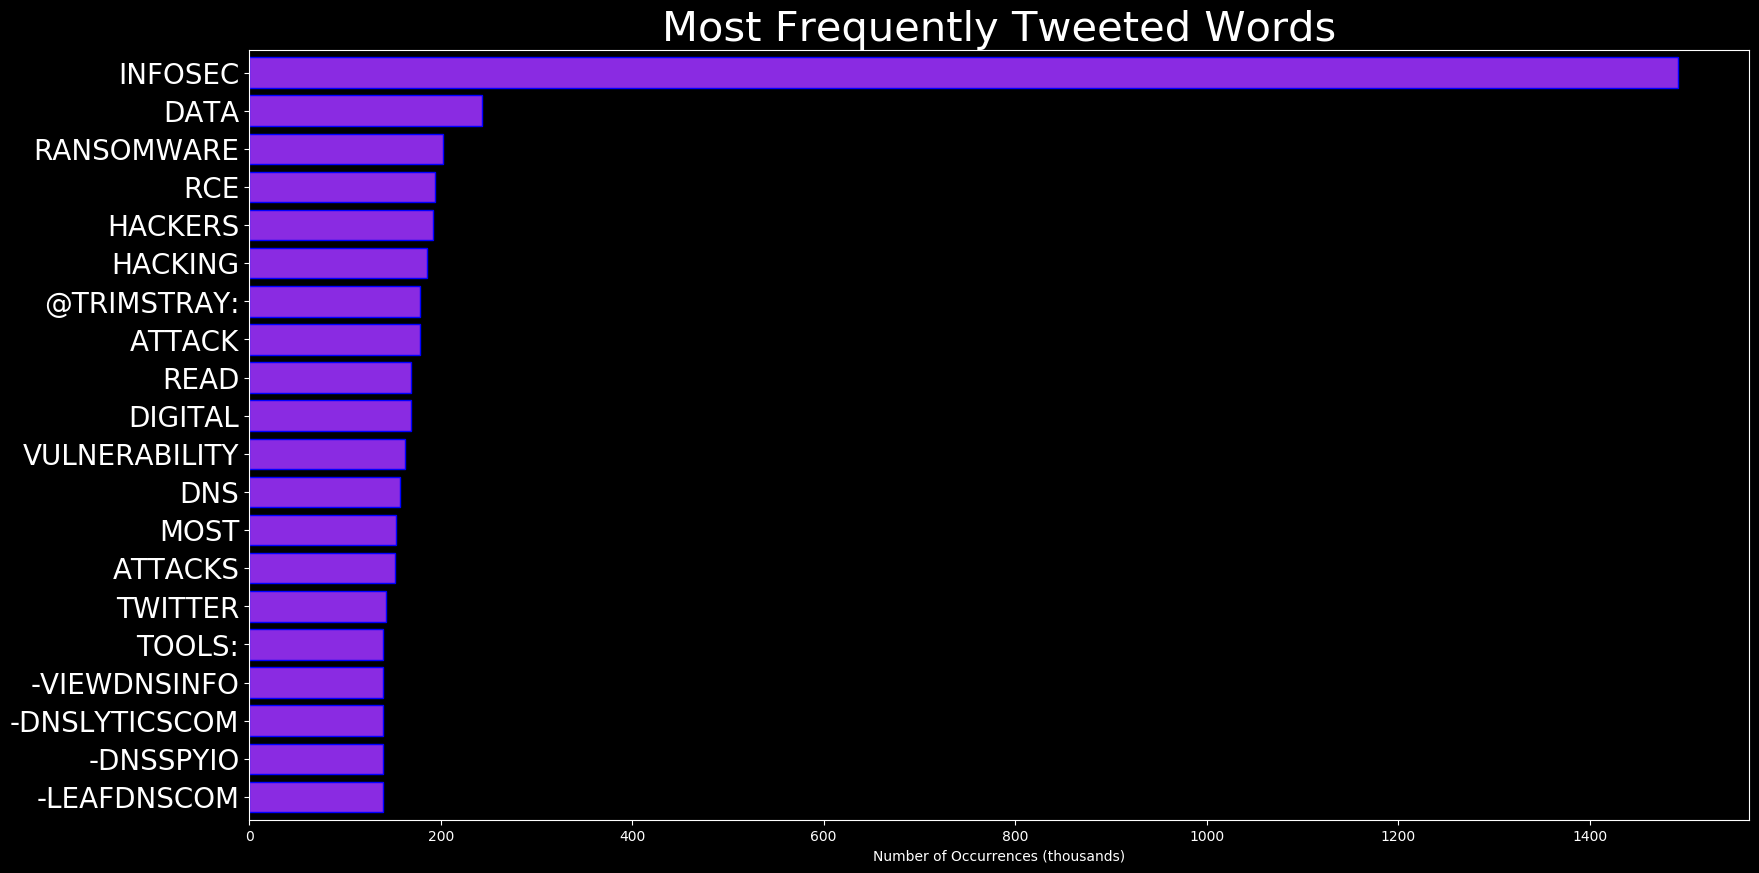 Most Frequently Tweeted Words
INFOSEC
DATA
RANSOMWARE
RCE
HACKERS
HACKING
@TRIMSTRAY:
ATTACK
READ
DIGITAL
VULNERABILITY
DNS
MOST
ATTACKS
TWITTER
TOOLS:
-VIEWDNSINFO
-DNSLYTICSCOM
-DNSSPYIO
-LEAFDNSCOM
0 200 400 600 800 1000 1200 1400
Number of Occurrences (thousands)